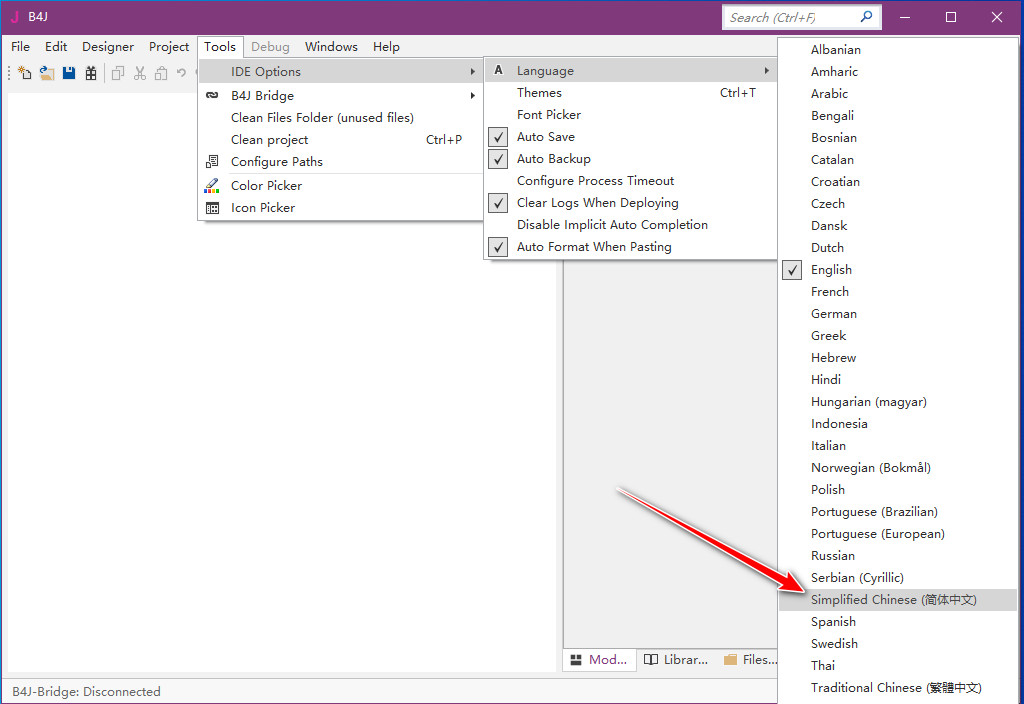 J B4J
Search (Ctrl+F)
File Edit Designer Project Tools Debug Windows Help
IDE Options
B4J Bridge
Clean Files Folder (unused files)
Clean project Ctrl+P
Configure Paths
Color Picker
Icon Picker
A Language
Themes Ctrl+T
Font Picker
Auto Save
Auto Backup
Configure Process Timeout
Clear Logs When Deploying
Disable Implicit Auto Completion
Auto Format When Pasting
Albanian
Amharic
Arabic
Bengali
Bosnian
Catalan
Croatian
Czech
Dansk
Dutch
English
French
German
Greek
Hebrew
Hindi
Hungarian (magyar)
Indonesia
Italian
Norwegian (Bokmål)
Polish
Portuguese (Brazilian)
Portuguese (European)
Russian
Serbian (Cyrillic)
Simplified Chinese (简体中文)
Spanish
Swedish
Thai
Traditional Chinese (繁體中文)
Mod... Librar... Files...
B4J-Bridge: Disconnected